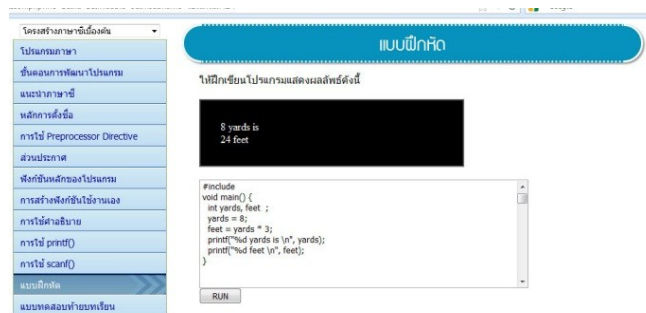 โครงสร้างภาษาซีเบื้องต้น
โปรแกรมภาษา
ขั้นตอนการพัฒนาโปรแกรม
แนะนำภาษาซี
หลักการตั้งชื่อ
การใช้ Preprocessor Directive
ส่วนประกาศ
ฟังก์ชันหลักของโปรแกรม
การสร้างฟังก์ชันใช้งานเอง
การใช้คำอธิบาย
การใช้ printf()
การใช้ scanf()
แบบฝึกหัด
แบบทดสอบท้ายบทเรียน
แบบฝึกหัด
ให้ฝึกเขียนโปรแกรมแสดงผลลัพธ์ดังนี้
8 yards is
24 feet
#include
void main() {
int yards, feet ;
yards = 8;
feet = yards * 3;
printf("%d yards is \n", yards);
printf("%d feet \n", feet);
}
RUN